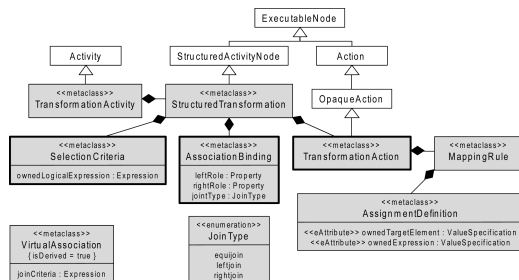 ExecutableNode
Activity
StructuredActivityNode
Action
<<metaclass>>
TransformationActivity
<<metaclass>>
StructuredTransformation
OpaqueAction
<<metaclass>>
SelectionCriteria
ownedLogicalExpression : Expression
<<metaclass>>
AssociationBinding
leftRole : Property
rightRole : Property
jointType : JoinType
<<metaclass>>
TransformationAction
<<metaclass>>
MappingRule
<<metaclass>>
AssignmentDefinition
<<eAttribute>> ownedTargetElement : ValueSpecification
<<eAttribute>> ownedExpression : ValueSpecification
<<metaclass>>
VirtualAssociation
{ isDerived = true }
joinCriteria : Expression
<<enumeration>>
JoinType
equijoin
leftjoin
rightjoin